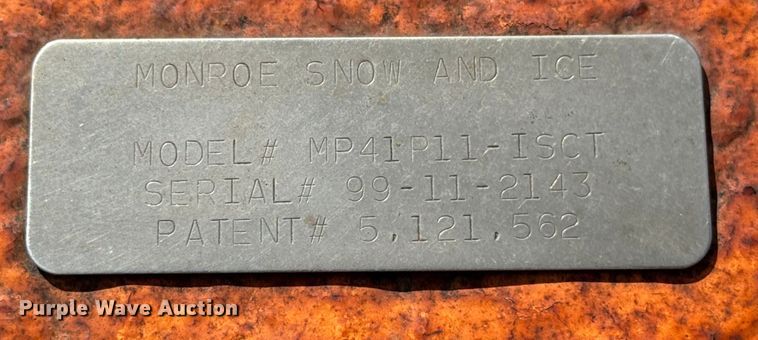 MONROE SNOW AND ICE
MODEL# MP41P11-ISCT
SERIAL# 99-11-2143
PATENT# 5,121,562
Purple Wave Auction